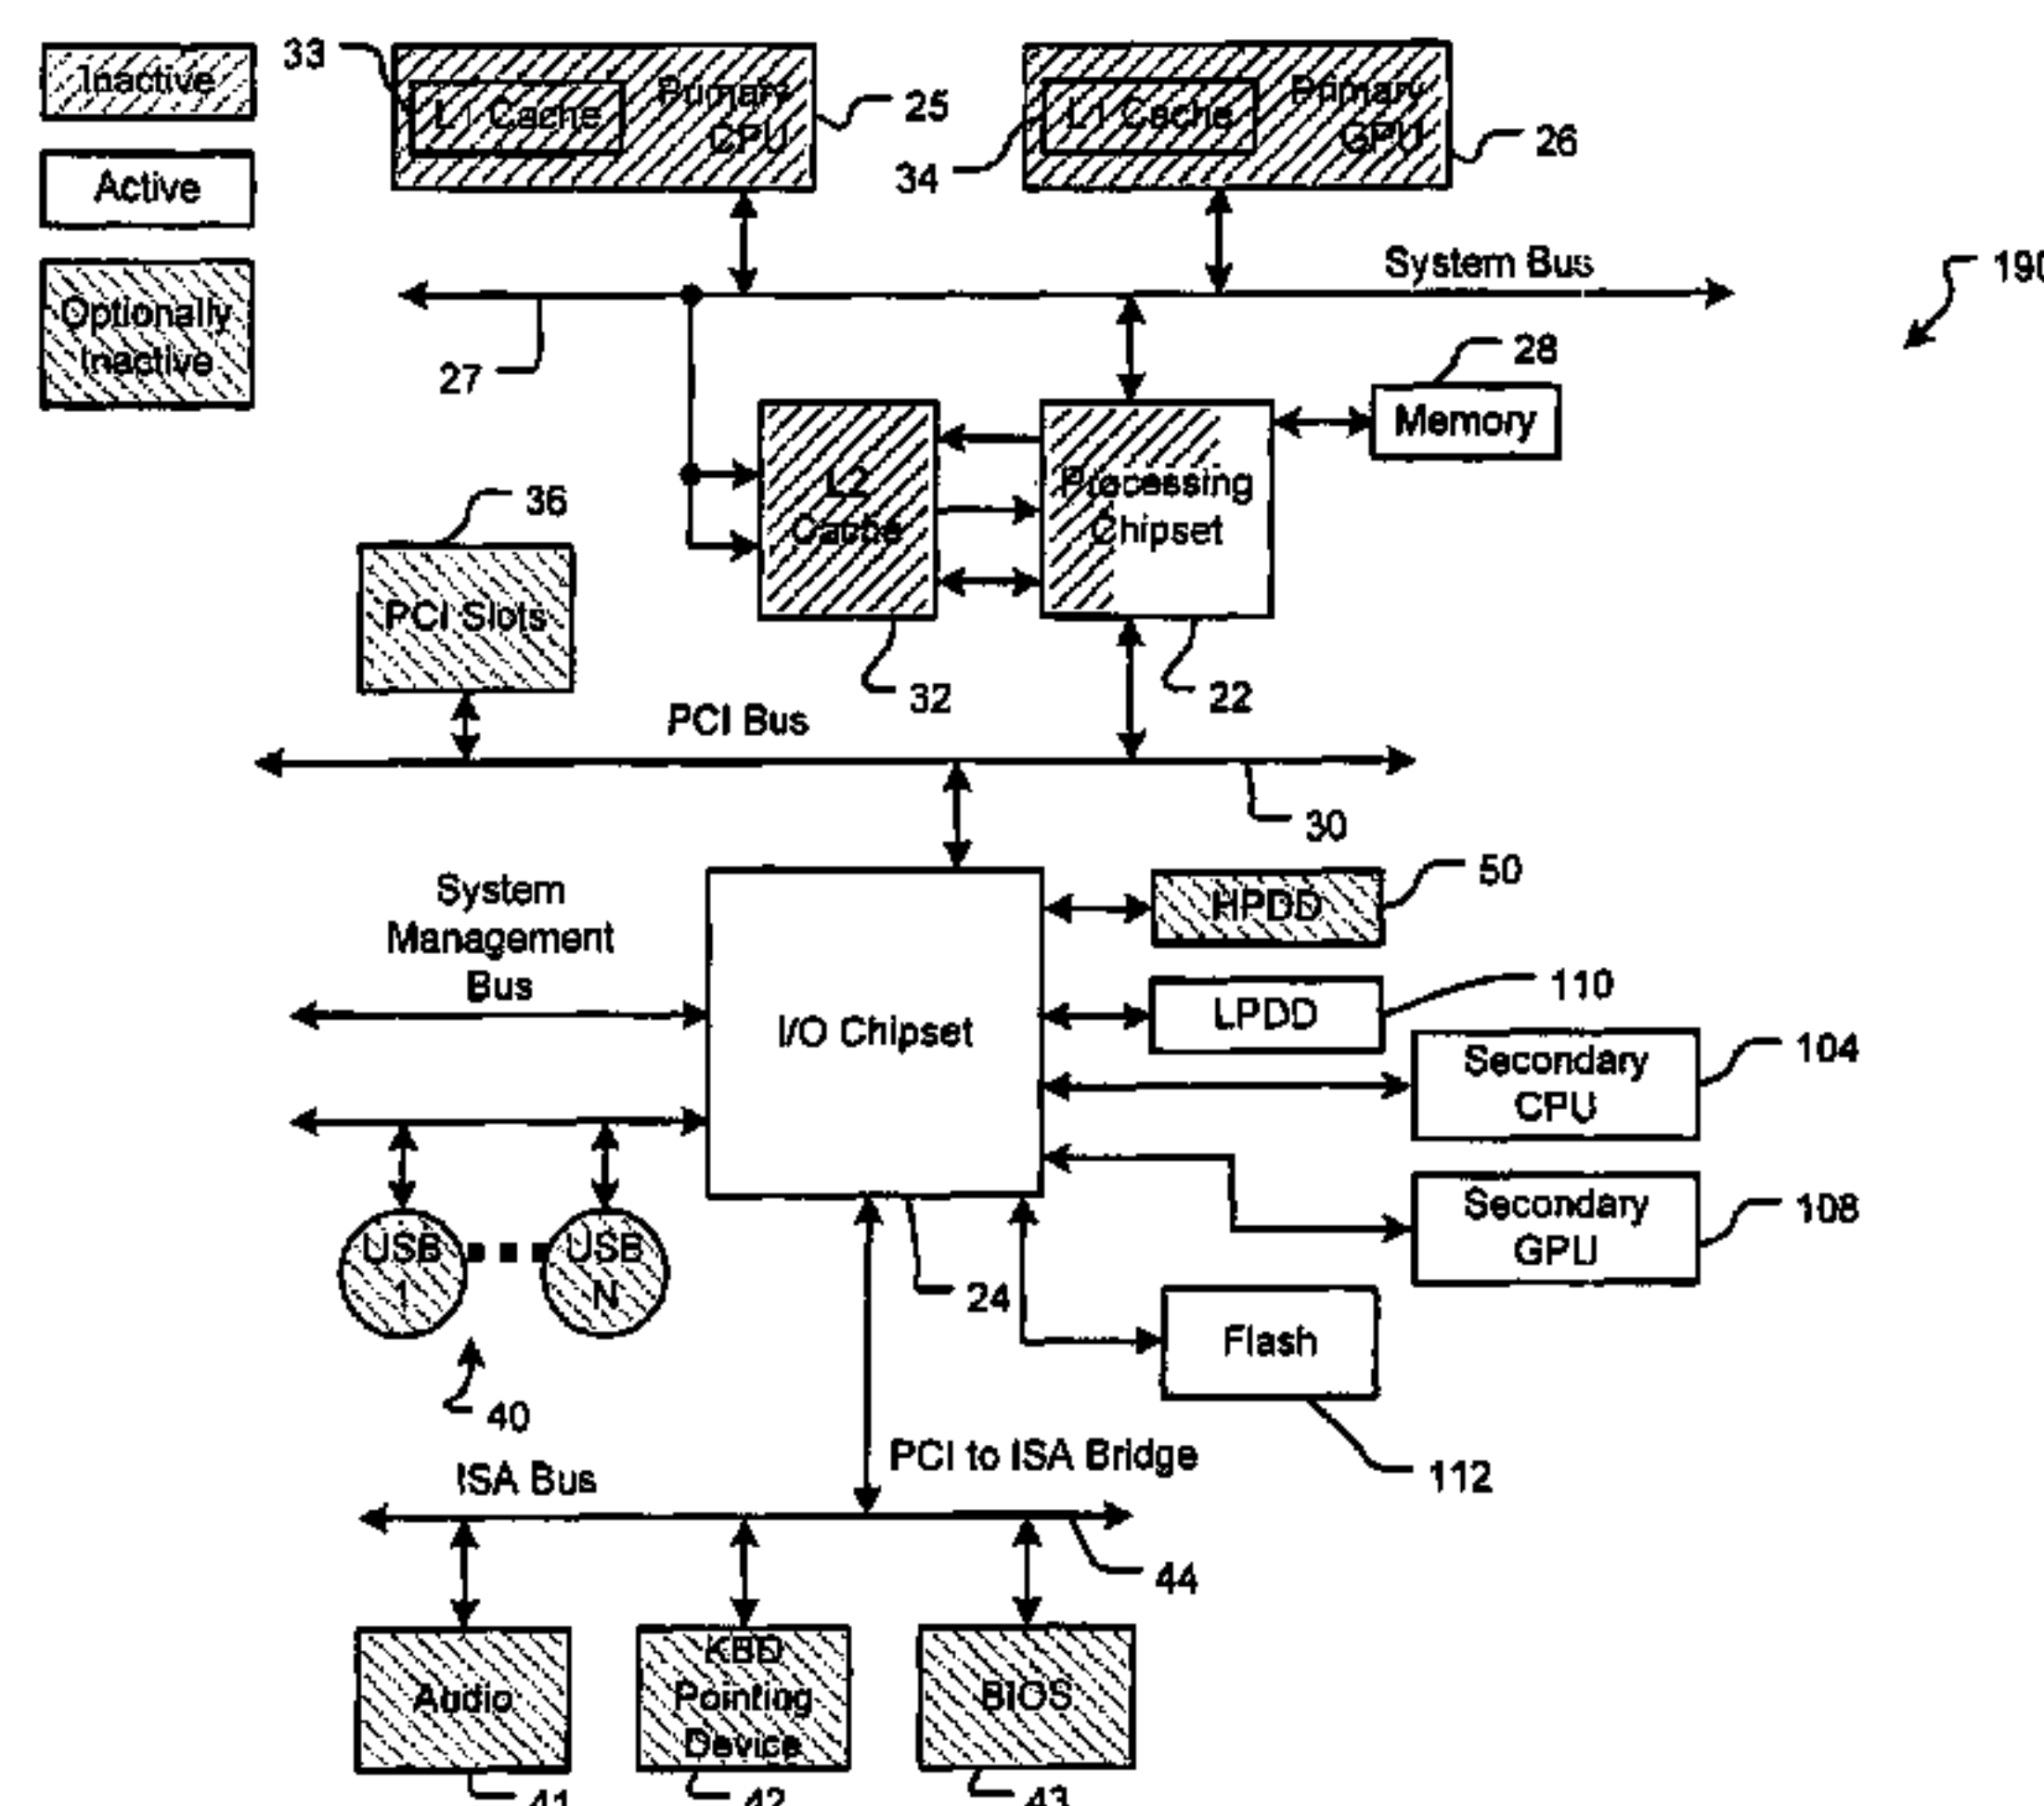 Inactive
33
L1 Cache
Primary
CPU
25
34
L1 Cache
Primary
GPU
26
Active
Optionally
Inactive
System Bus
190
27
28
Memory
36
L2
Cache
Processing
Chipset
PCI Slots
32
22
PCI Bus
30
System
Management
Bus
I/O Chipset
HPDD
50
LPDD
110
Secondary
CPU
104
Secondary
GPU
108
USB
1
USB
N
24
Flash
40
112
ISA Bus
PCI to ISA Bridge
44
Audio
KBD
Pointing
Device
BIOS
41
42
43